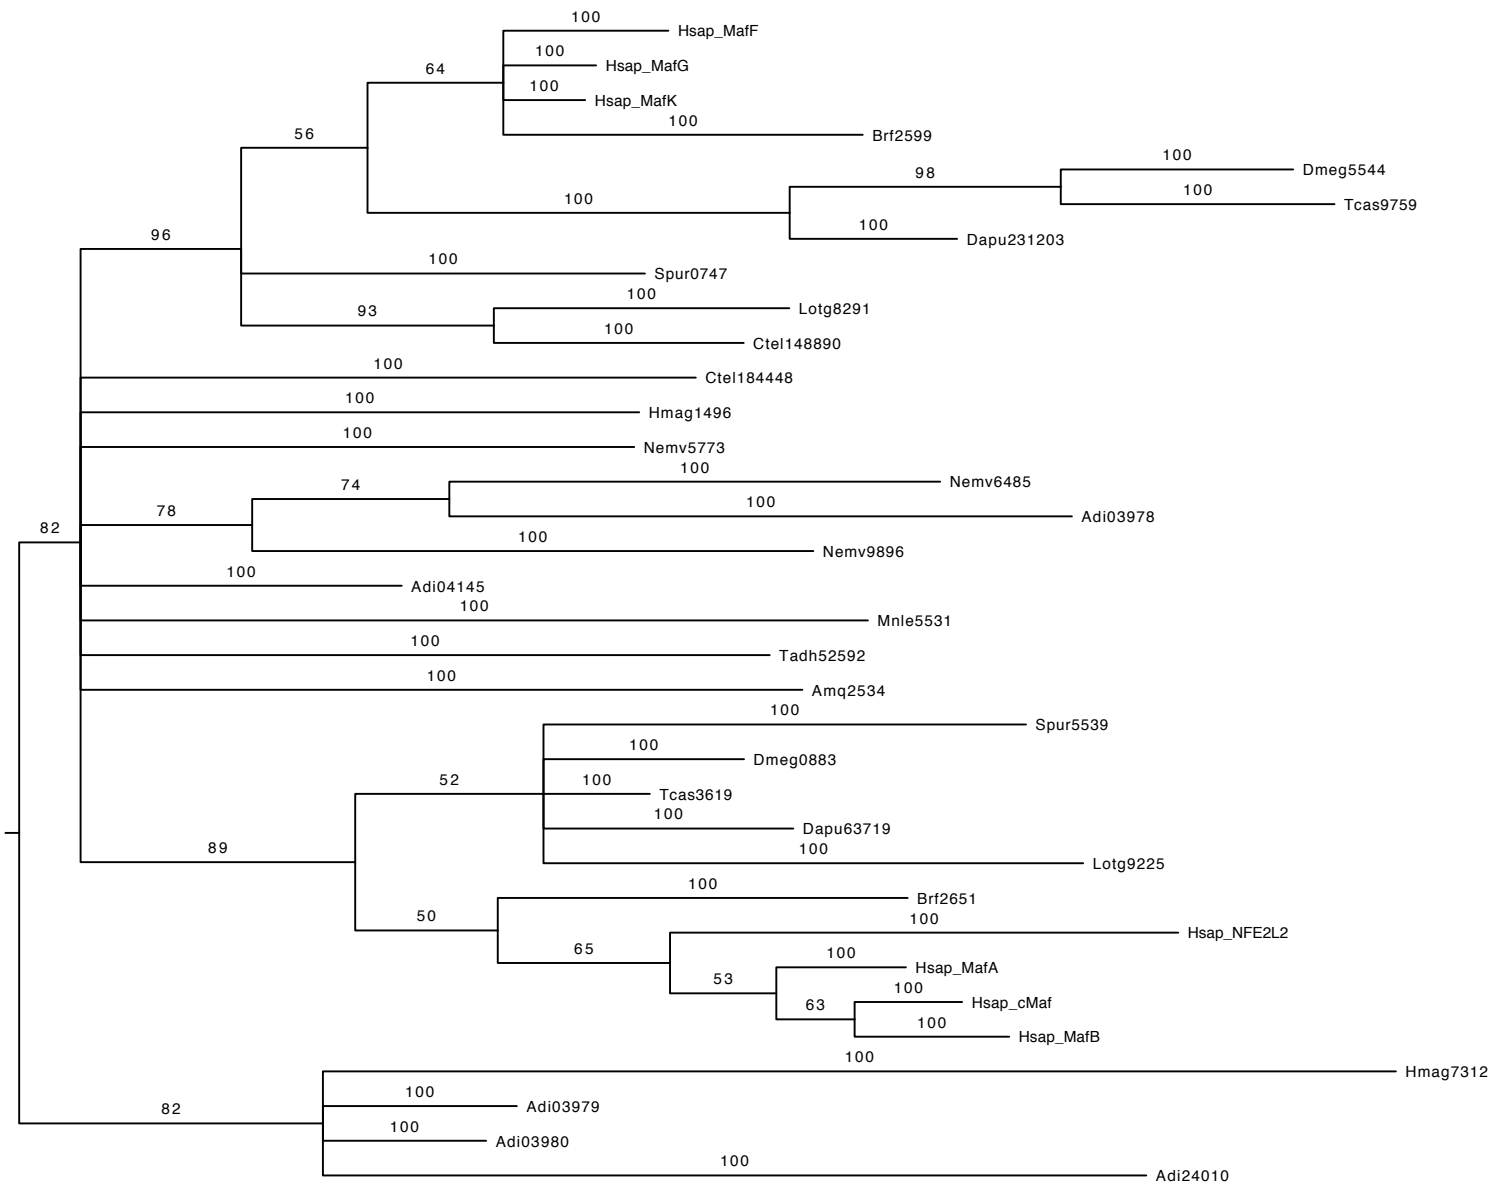 100
Hsap_MafF
100
Hsap_MafG
64
100
Hsap_MafK
100
Brf2599
56
100
Dmeg5544
98
100
Tcas9759
100
100
Dapu231203
96
100
Spur0747
100
Lotg8291
93
100
Ctel148890
100
Ctel184448
100
Hmag1496
100
Nemv5773
100
Nemv6485
74
100
Adi03978
78
100
Nemv9896
82
100
Adi04145
100
Mnle5531
100
Tadh52592
100
Amq2534
100
Spur5539
100
Dmeg0883
52
100
Tcas3619
100
Dapu63719
89
100
Lotg9225
100
Brf2651
50
100
Hsap_NFE2L2
65
100
Hsap_MafA
53
100
Hsap_cMaf
63
100
Hsap_MafB
100
Hmag7312
100
Adi03979
82
100
Adi03980
100
Adi24010